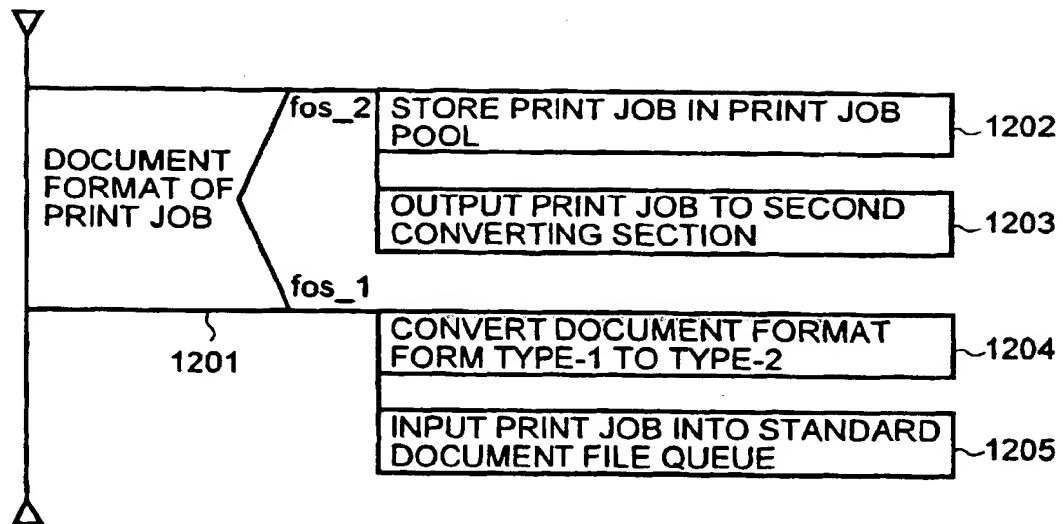 fos_2
STORE PRINT JOB IN PRINT JOB
POOL
1202
DOCUMENT
FORMAT OF
PRINT JOB
OUTPUT PRINT JOB TO SECOND
CONVERTING SECTION
1203
fos_1
1201
CONVERT DOCUMENT FORMAT
FORM TYPE-1 TO TYPE-2
1204
INPUT PRINT JOB INTO STANDARD
DOCUMENT FILE QUEUE
1205